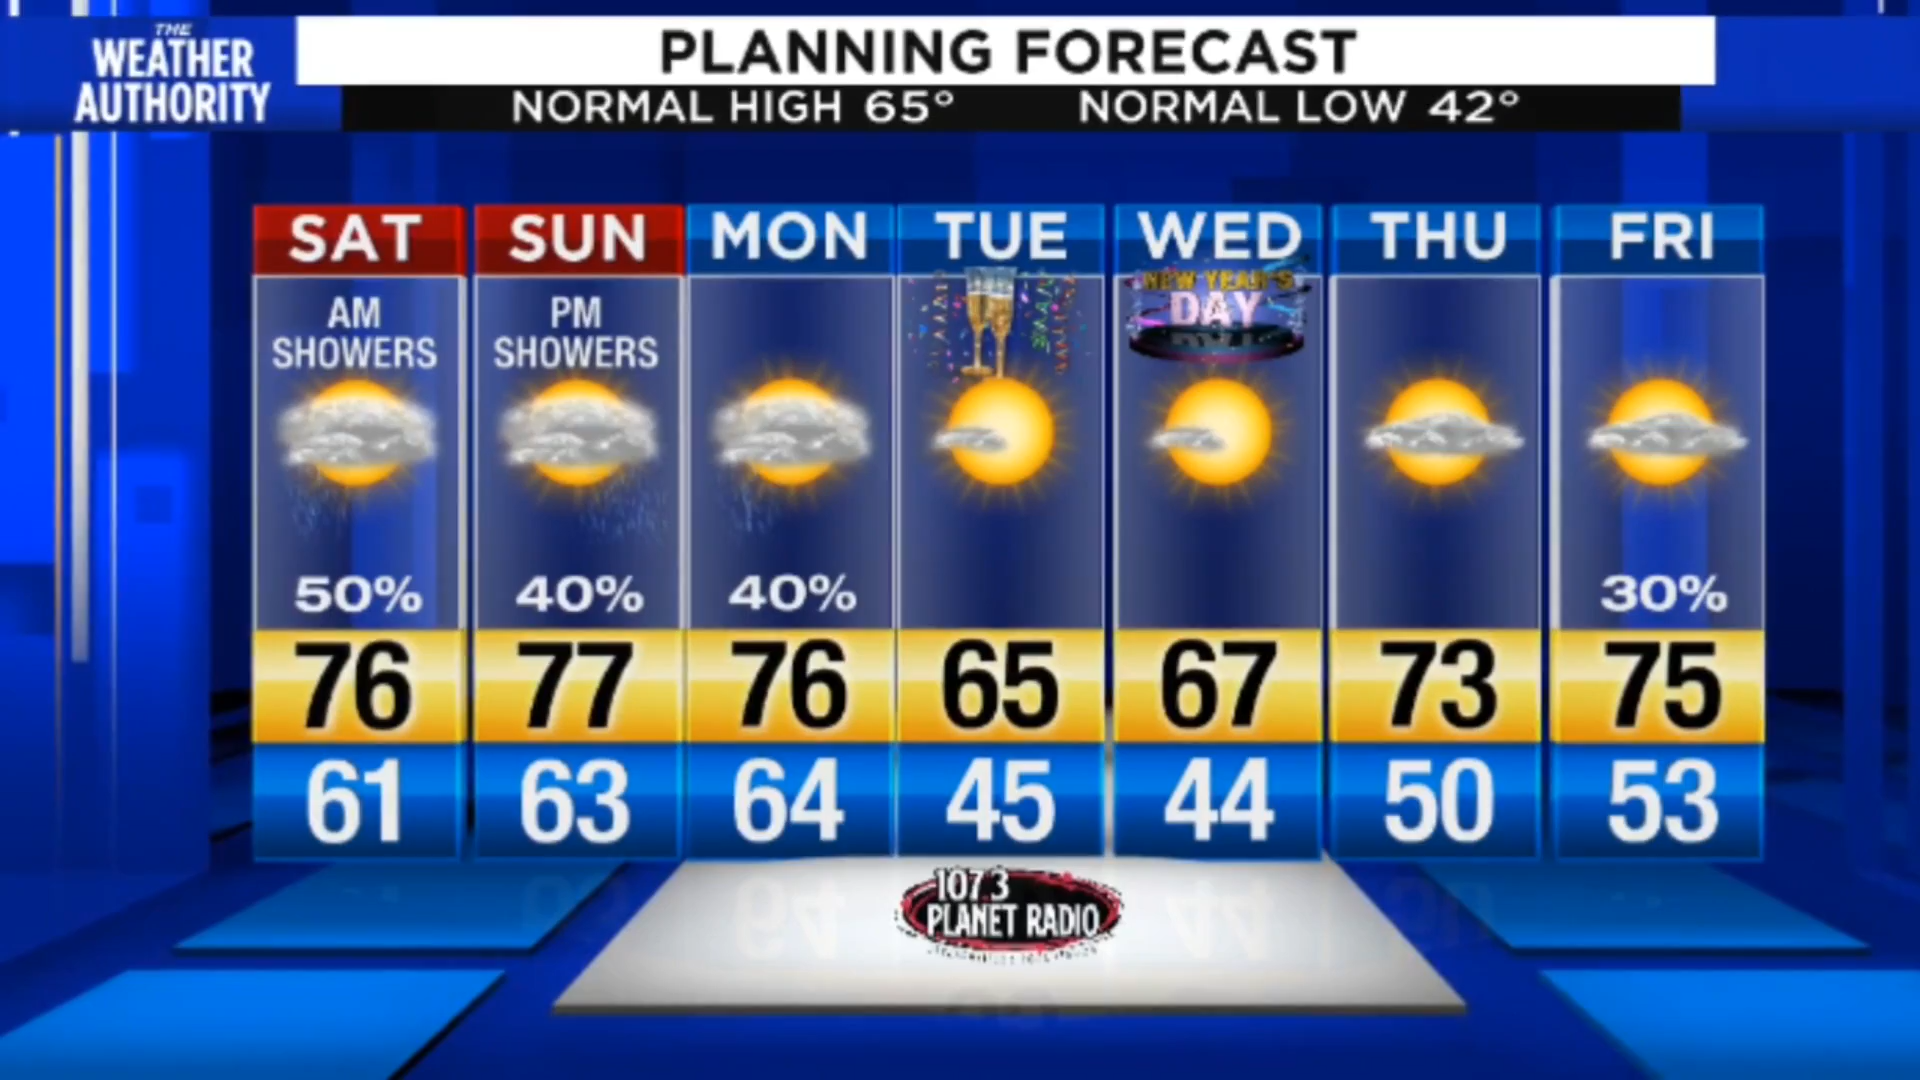 THE
WEATHER
AUTHORITY
PLANNING FORECAST
NORMAL HIGH 65° NORMAL LOW 42°
SAT SUN MON TUE WED THU FRI
AM
SHOWERS
PM
SHOWERS
NEW YEAR'S
DAY
50% 40% 40% 30%
76 77 76 65 67 73 75
61 63 64 45 44 50 53
107.3
PLANET RADIO